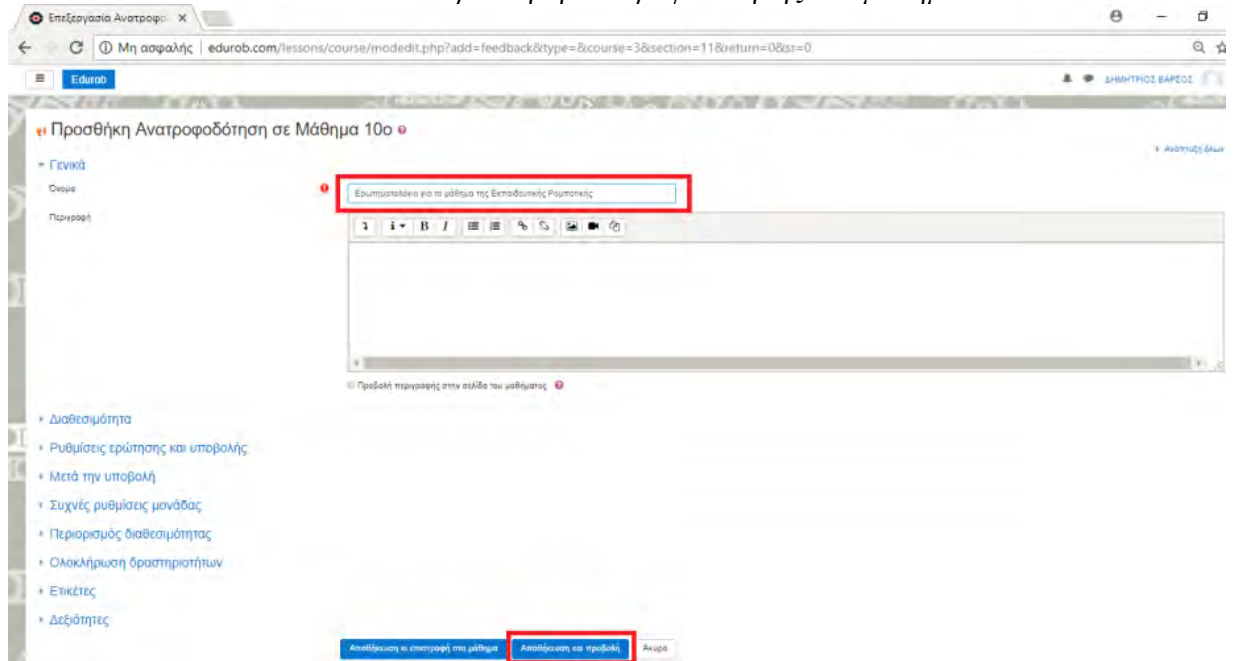 Επεξεργασία Ανατροφο
Μη ασφαλής | edurob.com/lessons/course/modedit.php?add=feedback&type=&course=3&section=11&return=0&sr=0
Edurob
ΔΗΜΗΤΡΙΟΣ ΒΑΡΣΟΣ
Προσθήκη Ανατροφοδότηση σε Μάθημα 10ο
Ανάπτυξη όλων
Γενικά
Όνομα
Ερωτηματολόγιο για το μάθημα της Εκπαιδευτικής Ρομποτικής
Περιγραφή
B I
Προβολή περιγραφής στην σελίδα του μαθήματος
Διαθεσιμότητα
Ρυθμίσεις ερώτησης και υποβολής
Μετά την υποβολή
Συχνές ρυθμίσεις μονάδας
Περιορισμός διαθεσιμότητας
Ολοκλήρωση δραστηριοτήτων
Ετικέτες
Δεξιότητες
Αποθήκευση κι επιστροφή στο μάθημα Αποθήκευση και προβολή Άκυρο